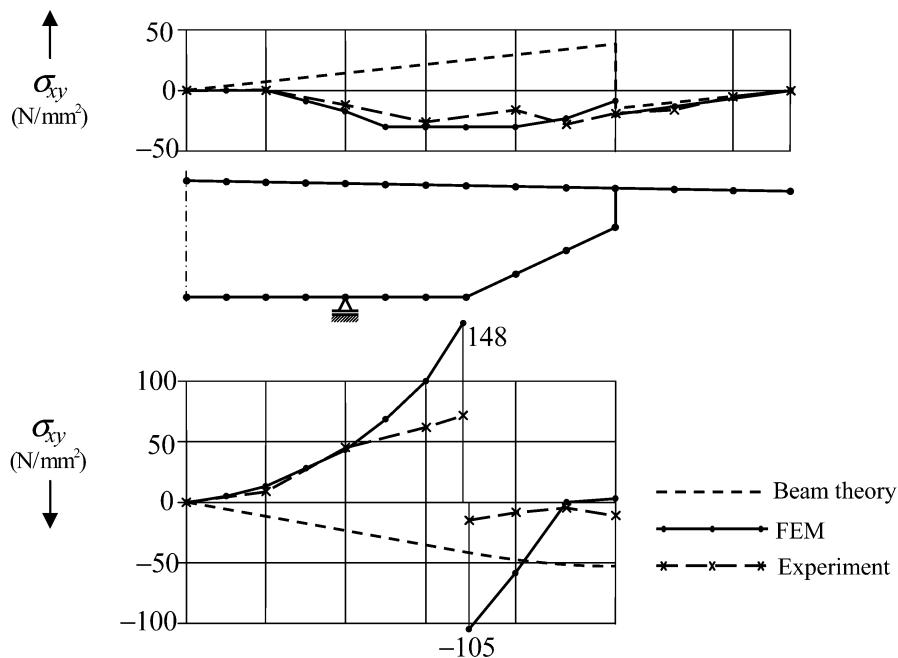 50
0
−50
σxy
(N/mm²)
148
100
50
0
−50
−100
−105
σxy
(N/mm²)
Beam theory
FEM
Experiment